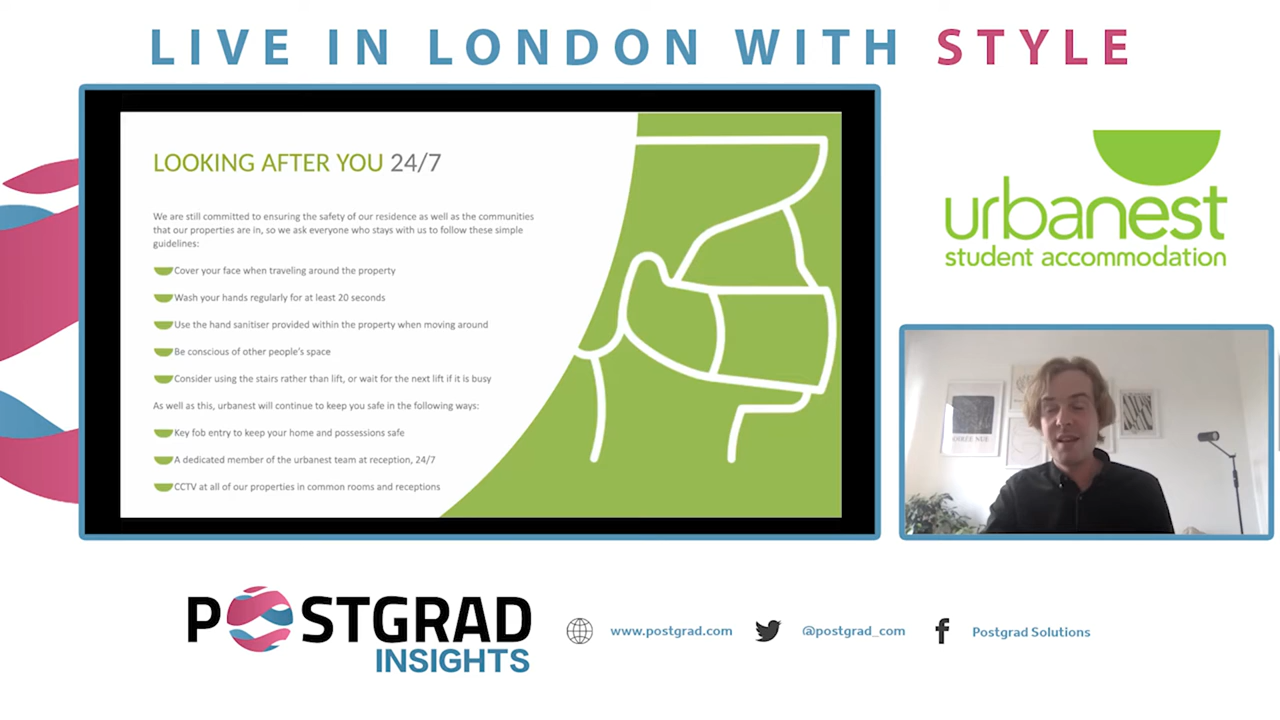 LIVE IN LONDON WITH STYLE
LOOKING AFTER YOU 24/7
We are still committed to ensuring the safety of our residence as well as the communities
that our properties are in, so we ask everyone who stays with us to follow these simple
guidelines:
Cover your face when traveling around the property
Wash your hands regularly for at least 20 seconds
Use the hand sanitiser provided within the property when moving around
Be conscious of other people's space
Consider using the stairs rather than lift, or wait for the next lift if it is busy
As well as this, urbanest will continue to keep you safe in the following ways:
Key fob entry to keep your home and possessions safe
A dedicated member of the urbanest team at reception, 24/7
CCTV at all of our properties in common rooms and receptions
urbanest
student accommodation
POSTGRAD
INSIGHTS
www.postgrad.com
@postgrad_com
Postgrad Solutions